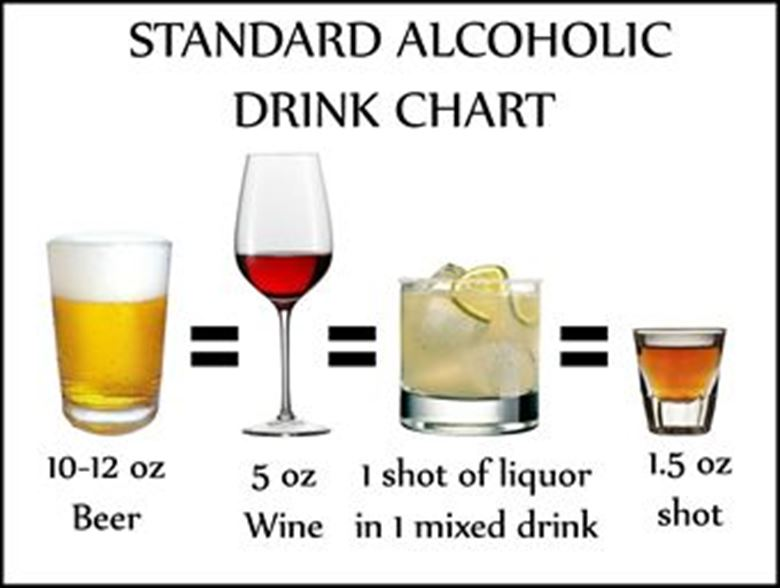 STANDARD ALCOHOLIC
DRINK CHART
10-12 oz
Beer
5 oz
Wine
1 shot of liquor
in 1 mixed drink
1.5 oz
shot